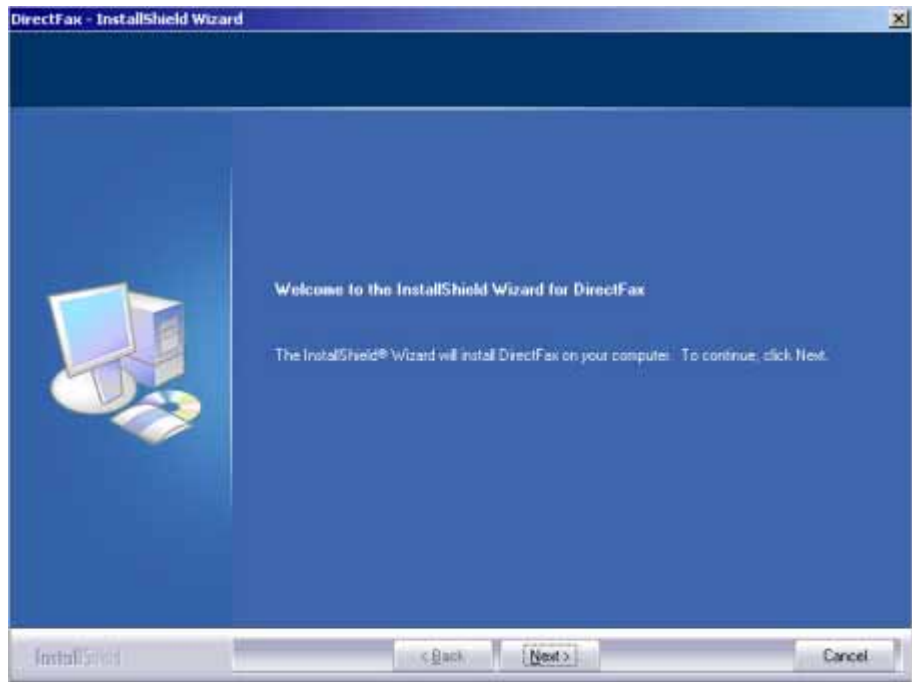 DirectFax - InstallShield Wizard
Welcome to the InstallShield Wizard for DirectFax
The InstallShield® Wizard will install DirectFax on your computer. To continue, click Next.
InstallShield
< Back
Next >
Cancel